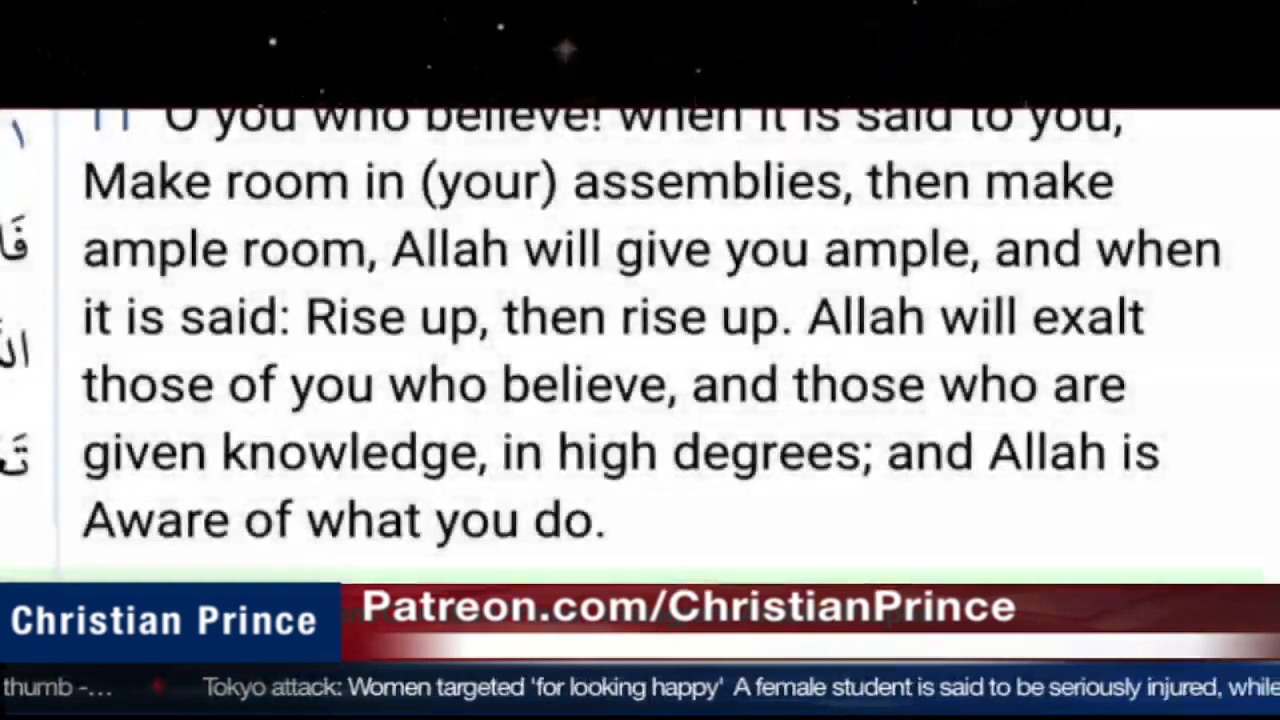 11 O you who believe! when it is said to you,
Make room in (your) assemblies, then make
ample room, Allah will give you ample, and when
it is said: Rise up, then rise up. Allah will exalt
those of you who believe, and those who are
given knowledge, in high degrees; and Allah is
Aware of what you do.
Christian Prince
Patreon.com/ChristianPrince
thumb -... Tokyo attack: Women targeted 'for looking happy' A female student is said to be seriously injured, while